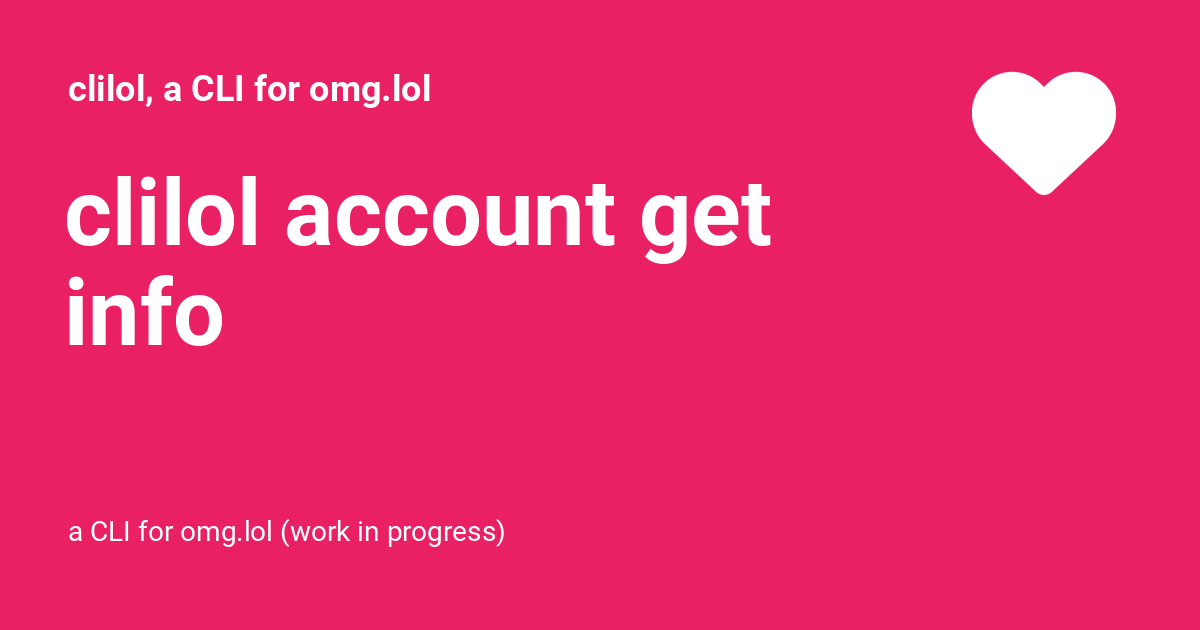 clilol, a CLI for omg.lol
clilol account get
info
a CLI for omg.lol (work in progress)